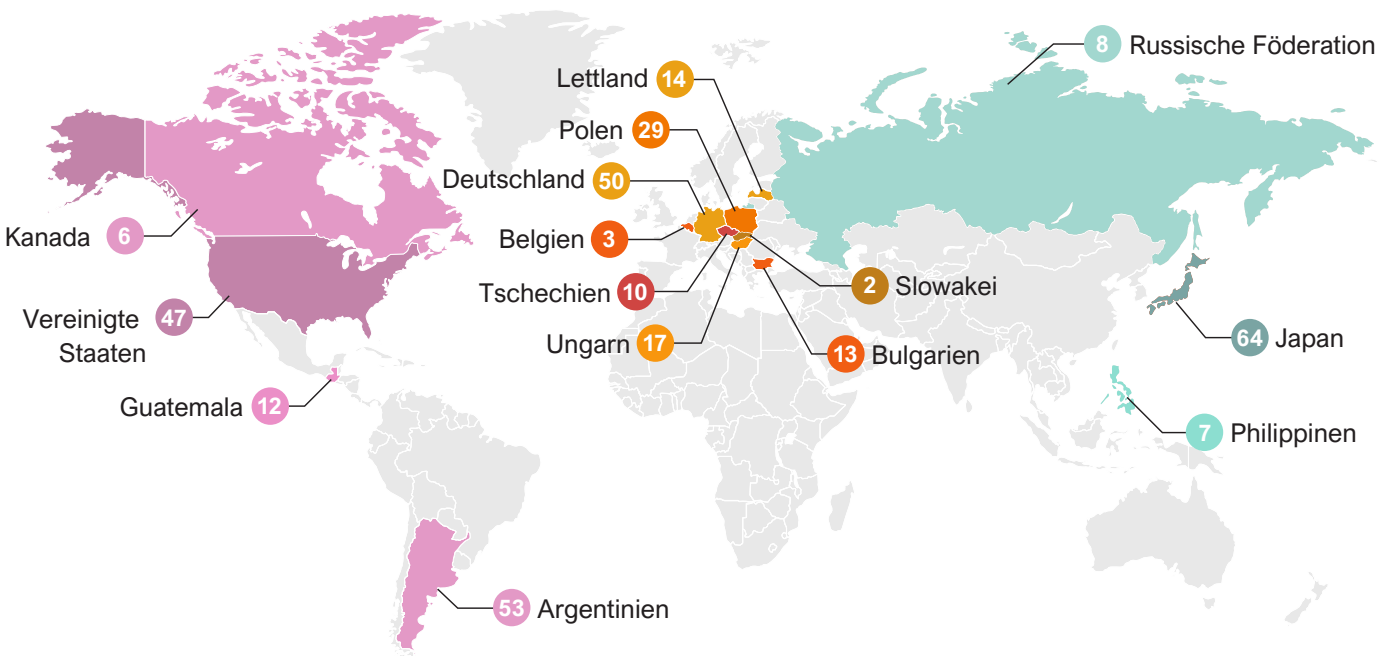 8 Russische Föderation
Lettland 14
Polen 29
Deutschland 50
Kanada 6
Belgien 3
Tschechien 10
2 Slowakei
Vereinigte 47
Staaten
Ungarn 17
13 Bulgarien
64 Japan
Guatemala 12
7 Philippinen
53 Argentinien